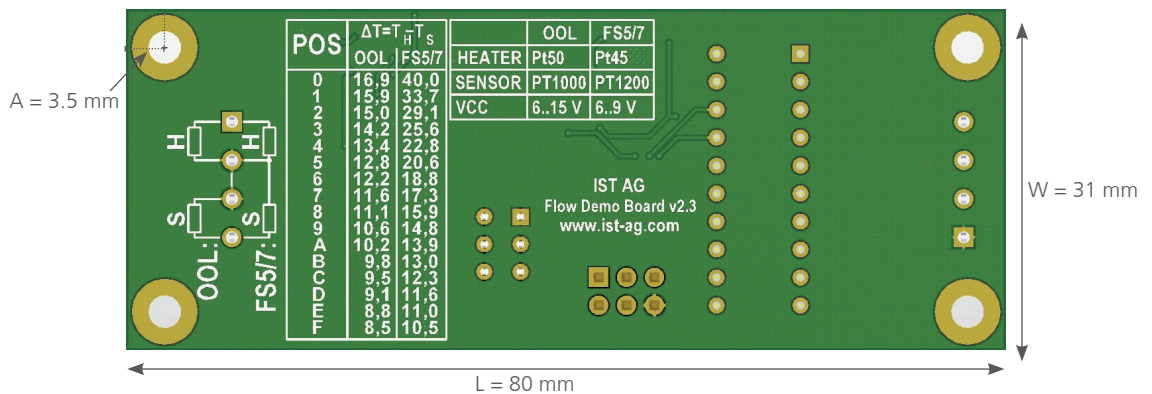 A = 3.5 mm
POS ΔT=T_H-T_S
OOL FS5/7
0 16,9 40,0
1 15,9 33,7
2 15,0 29,1
3 14,2 25,6
4 13,4 22,8
5 12,8 20,6
6 12,2 18,8
7 11,6 17,3
8 11,1 15,9
9 10,6 14,8
A 10,2 13,9
B 9,8 13,0
C 9,5 12,3
D 9,1 11,6
E 8,8 11,0
F 8,5 10,5
OOL FS5/7
HEATER Pt50 Pt45
SENSOR PT1000 PT1200
VCC 6..15 V 6..9 V
H H
S S
OOL:
FS5/7:
IST AG
Flow Demo Board v2.3
www.ist-ag.com
W = 31 mm
L = 80 mm